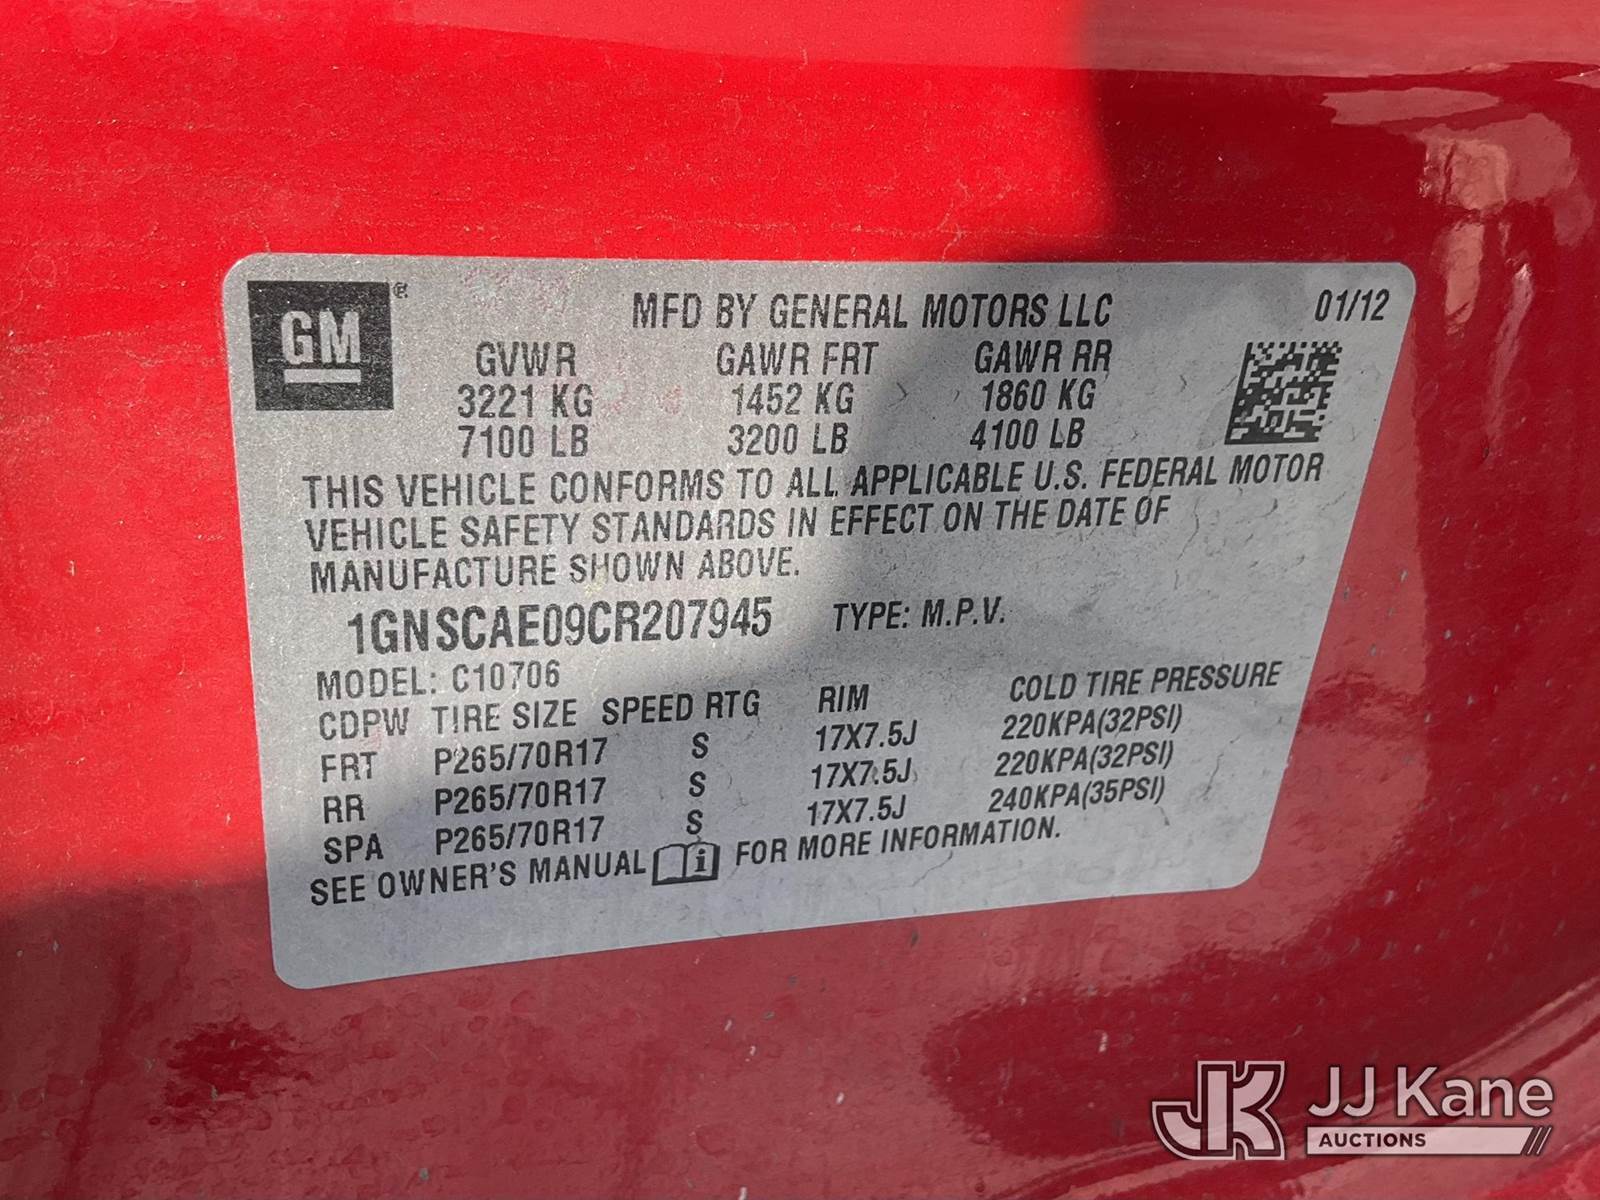 GM®
MFD BY GENERAL MOTORS LLC 01/12
GVWR GAWR FRT GAWR RR
3221 KG 1452 KG 1860 KG
7100 LB 3200 LB 4100 LB
THIS VEHICLE CONFORMS TO ALL APPLICABLE U.S. FEDERAL MOTOR
VEHICLE SAFETY STANDARDS IN EFFECT ON THE DATE OF
MANUFACTURE SHOWN ABOVE.
1GNSCAE09CR207945 TYPE: M.P.V.
MODEL: C10706
CDPW TIRE SIZE SPEED RTG RIM COLD TIRE PRESSURE
FRT P265/70R17 S 17X7.5J 220KPA(32PSI)
RR P265/70R17 S 17X7.5J 220KPA(32PSI)
SPA P265/70R17 S 17X7.5J 240KPA(35PSI)
SEE OWNER'S MANUAL i FOR MORE INFORMATION.
JK JJ Kane
AUCTIONS